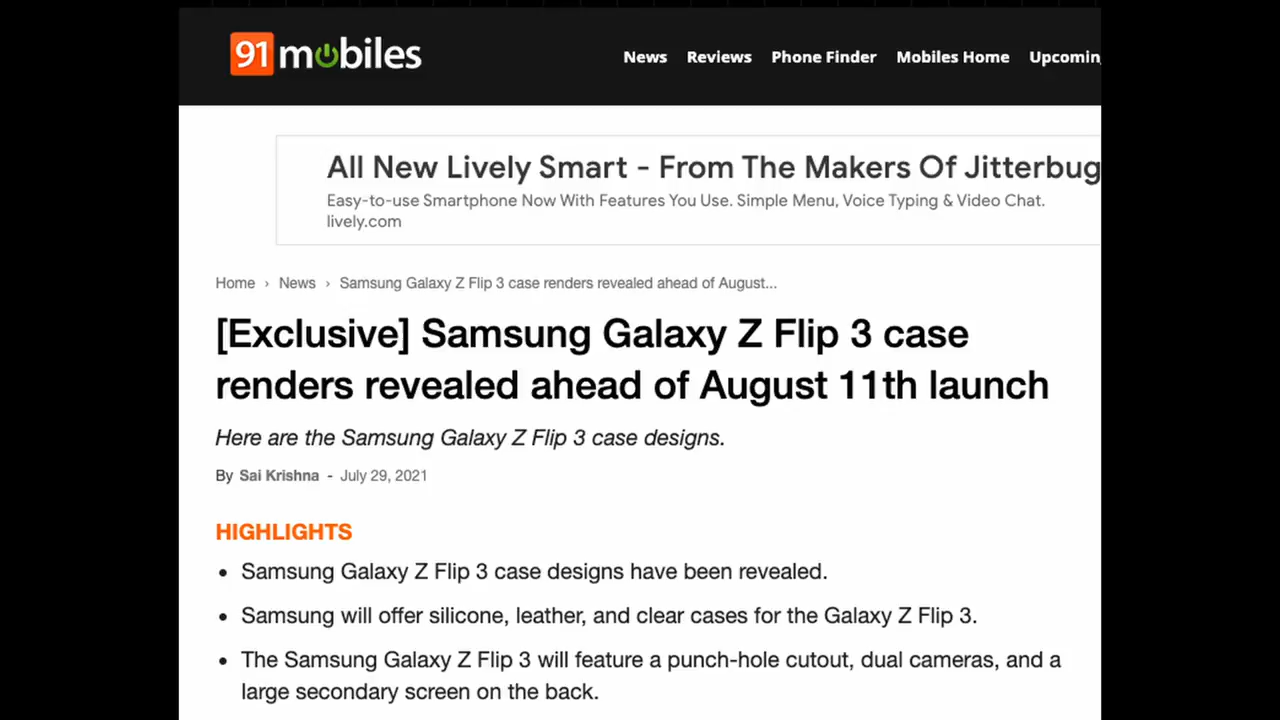 91mobiles
News Reviews Phone Finder Mobiles Home Upcoming
All New Lively Smart - From The Makers Of Jitterbug
Easy-to-use Smartphone Now With Features You Use. Simple Menu, Voice Typing & Video Chat.
lively.com
Home › News › Samsung Galaxy Z Flip 3 case renders revealed ahead of August...
[Exclusive] Samsung Galaxy Z Flip 3 case
renders revealed ahead of August 11th launch
Here are the Samsung Galaxy Z Flip 3 case designs.
By Sai Krishna - July 29, 2021
HIGHLIGHTS
• Samsung Galaxy Z Flip 3 case designs have been revealed.
• Samsung will offer silicone, leather, and clear cases for the Galaxy Z Flip 3.
• The Samsung Galaxy Z Flip 3 will feature a punch-hole cutout, dual cameras, and a
large secondary screen on the back.